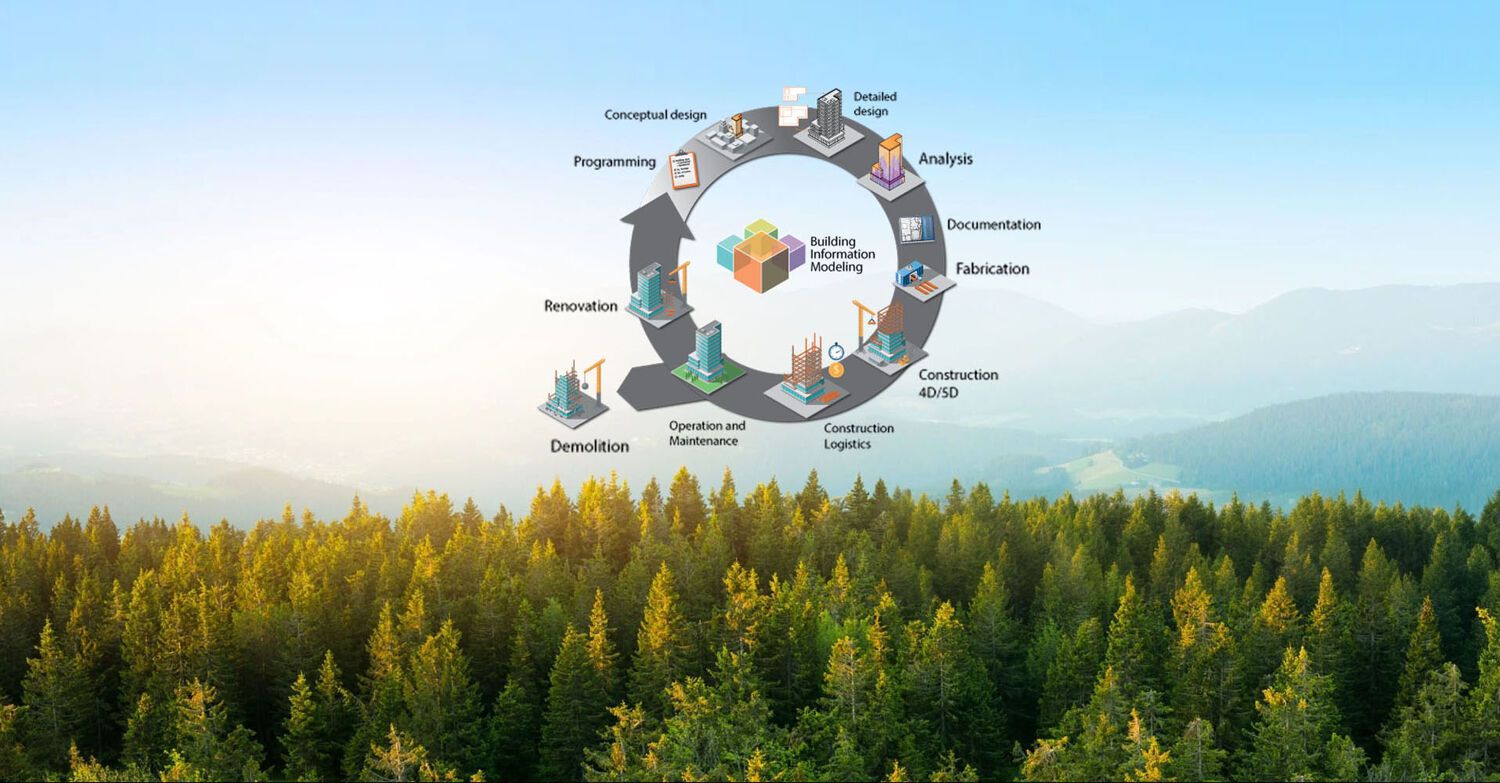 Detailed
design
Conceptual design
Programming
Analysis
Documentation
Building
Information
Modeling
Fabrication
Renovation
Construction
4D/5D
Operation and
Maintenance
Construction
Logistics
Demolition